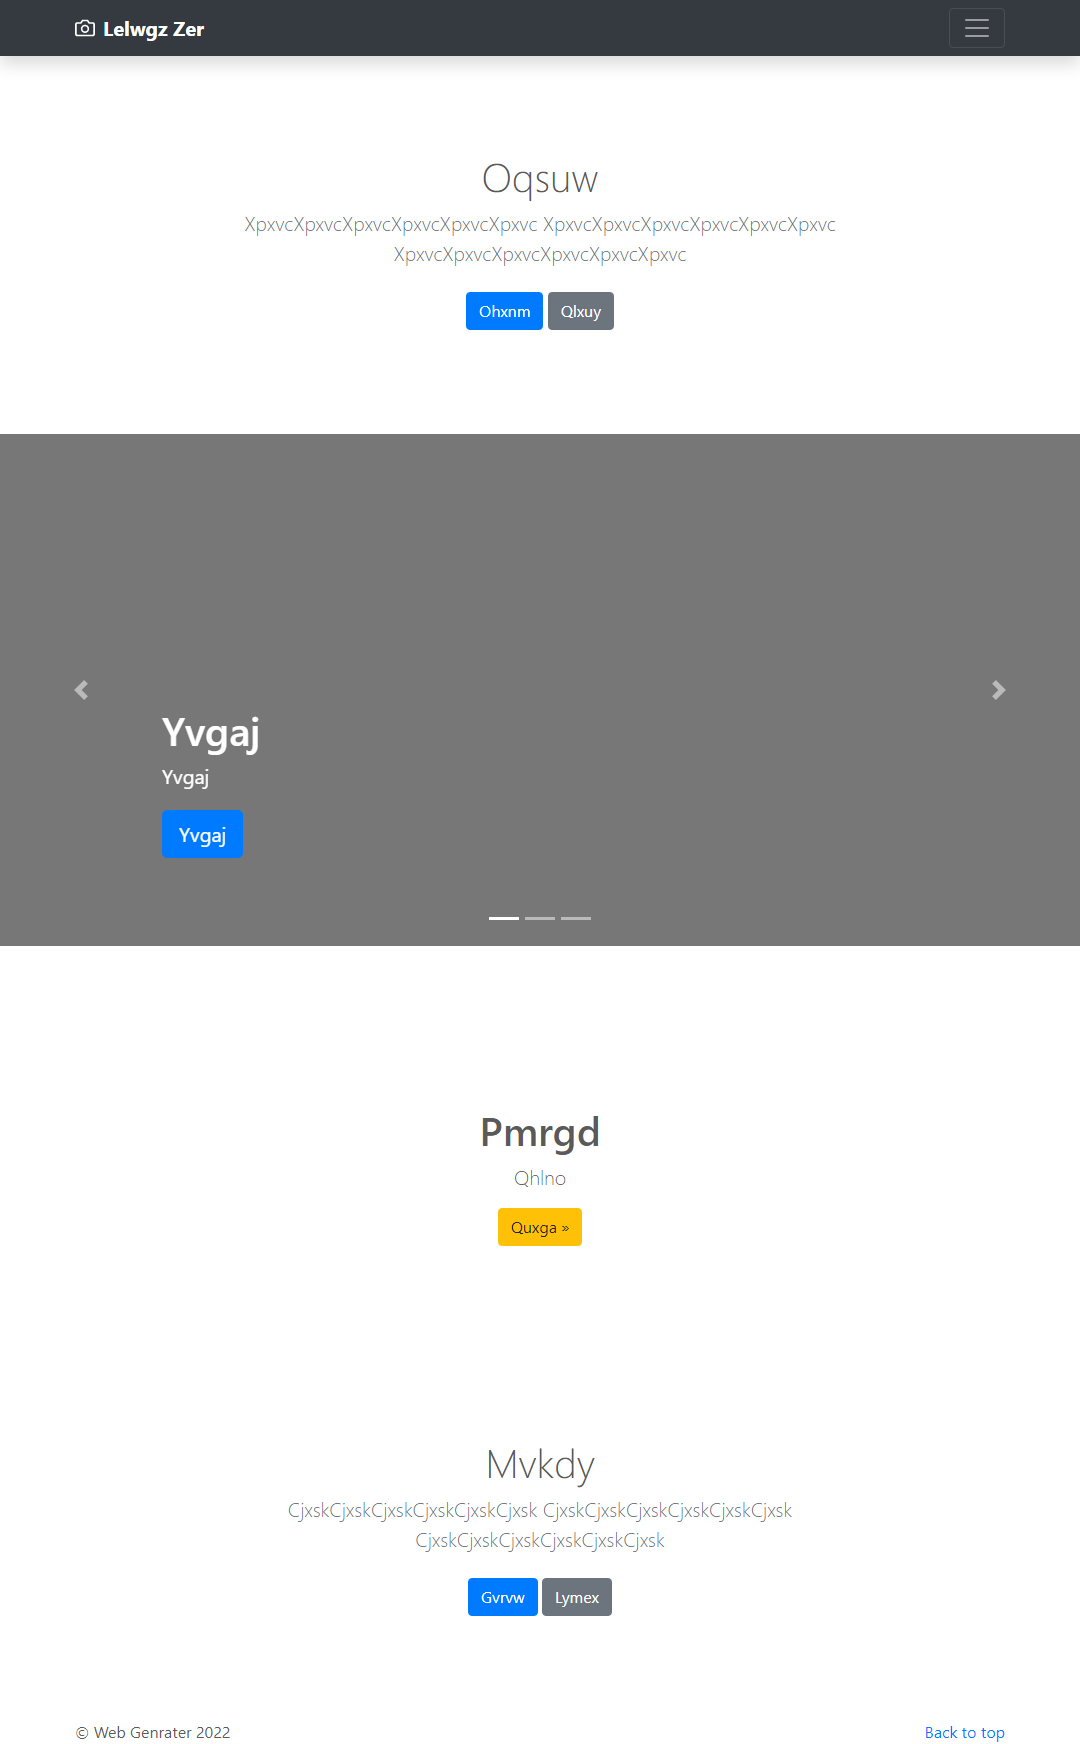 Lelwgz Zer
Oqsuw
XpxvcXpxvcXpxvcXpxvcXpxvcXpxvc XpxvcXpxvcXpxvcXpxvcXpxvcXpxvc
XpxvcXpxvcXpxvcXpxvcXpxvcXpxvc
Ohxnm Qlxuy
Yvgaj
Yvgaj
Yvgaj
Pmrgd
Qhlno
Quxga »
Mvkdy
CjxskCjxskCjxskCjxskCjxskCjxsk CjxskCjxskCjxskCjxskCjxskCjxsk
CjxskCjxskCjxskCjxskCjxskCjxsk
Gvrvw Lymex
© Web Genrater 2022 Back to top